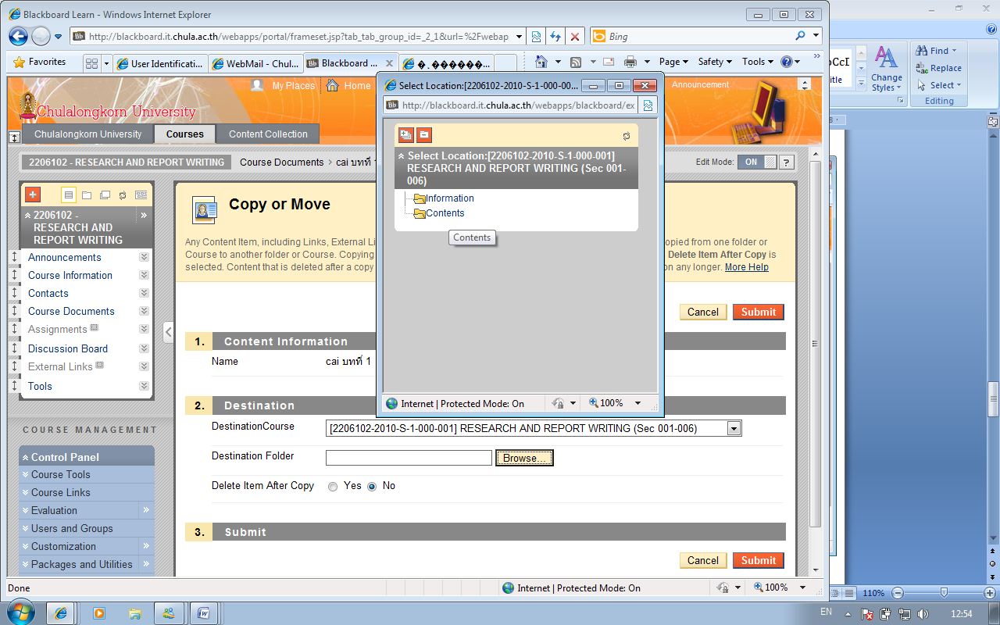 Blackboard Learn - Windows Internet Explorer
http://blackboard.it.chula.ac.th/webapps/portal/frameset.jsp?tab_tab_group_id=_2_1&url=%2Fwebap
Bing
Favorites
User Identificati...
WebMail - Chul...
Blackboard ...
Page
Safety
Tools
My Places
Home
Announcement
Chulalongkorn University
Chulalongkorn University
Courses
Content Collection
2206102 - RESEARCH AND REPORT WRITING
Course Documents > cai บทที่ 1
Edit Mode:
ON
?
2206102 -
RESEARCH AND
REPORT WRITING
Announcements
Course Information
Contacts
Course Documents
Assignments
Discussion Board
External Links
Tools
COURSE MANAGEMENT
Control Panel
Course Tools
Course Links
Evaluation
Users and Groups
Customization
Packages and Utilities
Copy or Move
Any Content Item, including Links, External Li
opied from one folder or
Course to another folder or Course. Copying
Delete Item After Copy is
selected. Content that is deleted after a copy
on any longer. More Help
Cancel
Submit
1. Content Information
Name
cai บทที่ 1
2. Destination
DestinationCourse
[2206102-2010-S-1-000-001] RESEARCH AND REPORT WRITING (Sec 001-006)
Destination Folder
Browse...
Delete Item After Copy
Yes
No
3. Submit
Cancel
Submit
Select Location:[2206102-2010-S-1-000-00...
http://blackboard.it.chula.ac.th/webapps/blackboard/ex
Select Location:[2206102-2010-S-1-000-001]
RESEARCH AND REPORT WRITING (Sec 001-
006)
Information
Contents
Contents
Internet | Protected Mode: On
100%
Done
Internet | Protected Mode: On
100%
Change
Styles
Find
Replace
Select
Editing
110%
EN
12:54